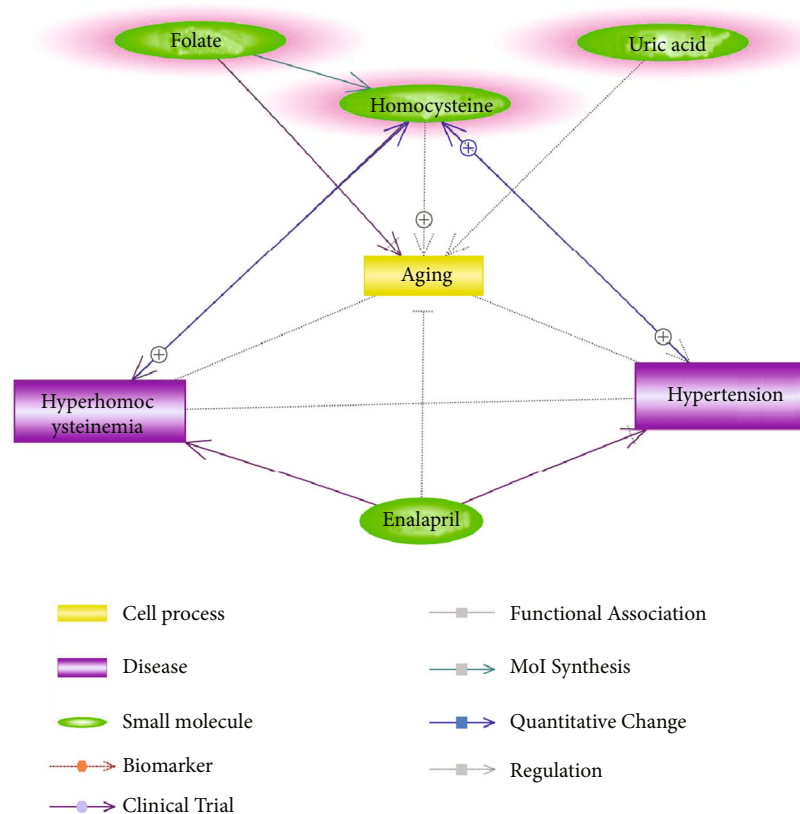 Folate
Uric acid
Homocysteine
Aging
Hyperhomoc
ysteinemia
Hypertension
Enalapril
Cell process
Functional Association
Disease
MoI Synthesis
Small molecule
Quantitative Change
Biomarker
Regulation
Clinical Trial